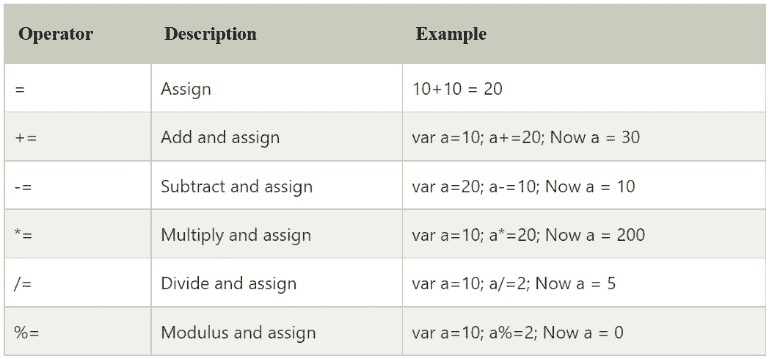 Operator Description Example
= Assign 10+10 = 20
+= Add and assign var a=10; a+=20; Now a = 30
-= Subtract and assign var a=20; a-=10; Now a = 10
*= Multiply and assign var a=10; a*=20; Now a = 200
/= Divide and assign var a=10; a/=2; Now a = 5
%= Modulus and assign var a=10; a%=2; Now a = 0